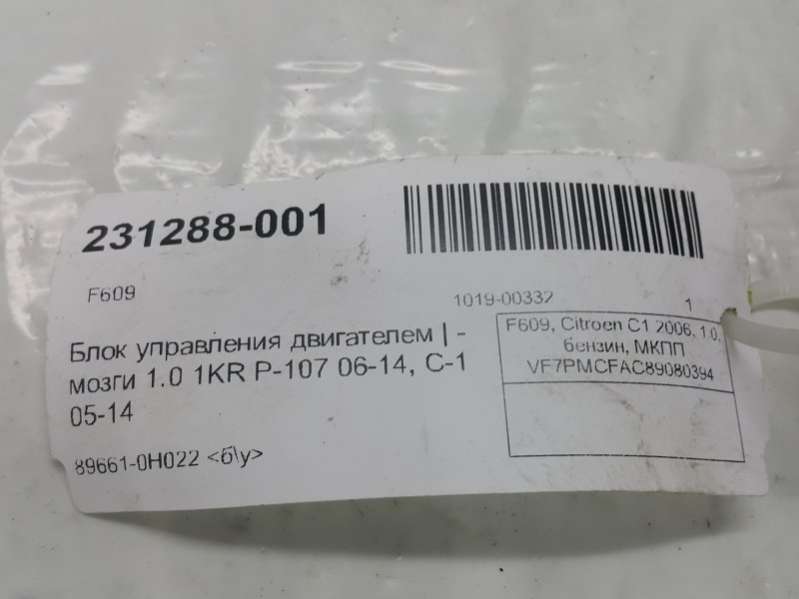 231288-001
F609
1019-00332
1
Блок управления двигателем | -
мозги 1.0 1KR P-107 06-14, C-1
05-14
89661-0H022 <б\у>
F609, Citroen C1 2006, 1.0,
бензин, МКПП
VF7PMCFAC89080394